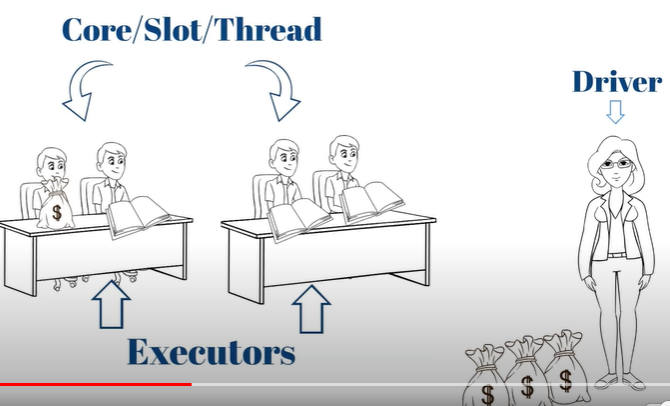 Core/Slot/Thread
Driver
$
$ $ $
Executors